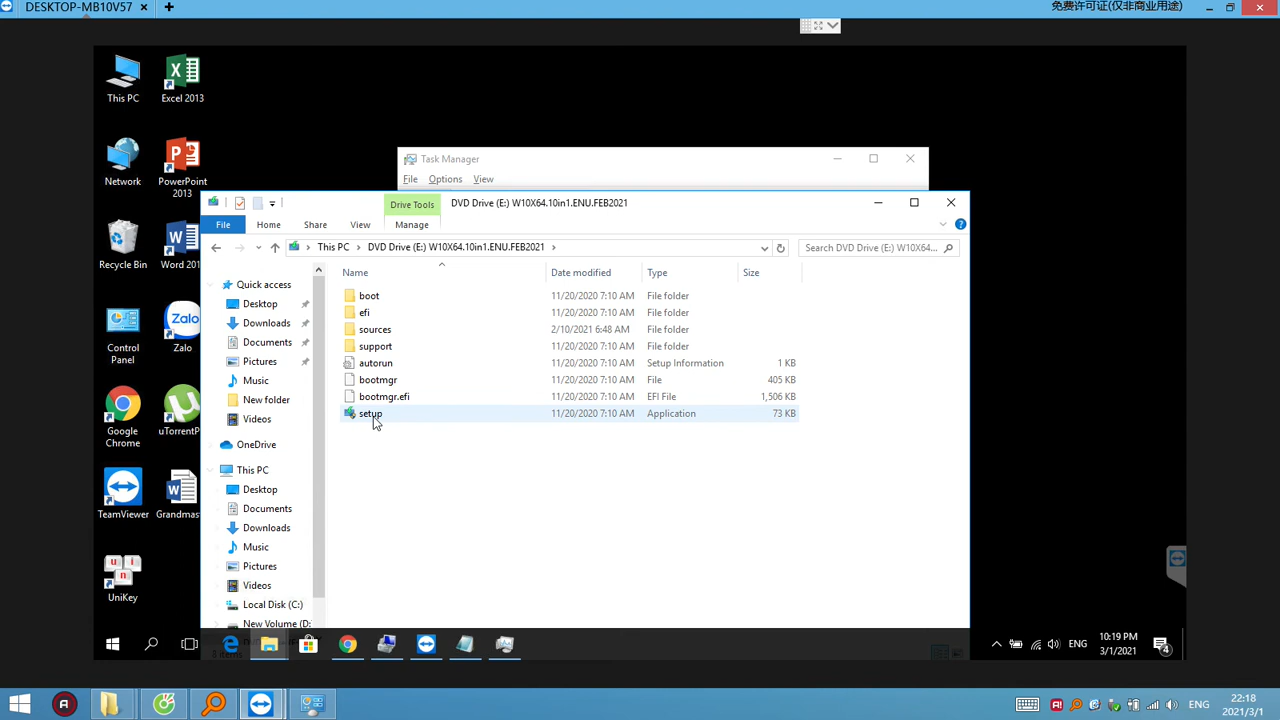 DESKTOP-MB10V57
免费许可证(仅非商业用途)
This PC
Excel 2013
Network
PowerPoint
2013
Recycle Bin
Word 201
Control
Panel
Zalo
Google
Chrome
uTorrentP
TeamViewer
Grandmas
UniKey
Task Manager
File Options View
Drive Tools
DVD Drive (E:) W10X64.10in1.ENU.FEB2021
File Home Share View Manage
This PC
DVD Drive (E:) W10X64.10in1.ENU.FEB2021
Search DVD Drive (E:) W10X64....
Name Date modified Type Size
Quick access
Desktop
Downloads
Documents
Pictures
Music
New folder
Videos
OneDrive
This PC
Desktop
Documents
Downloads
Music
Pictures
Videos
Local Disk (C:)
New Volume (D:
boot 11/20/2020 7:10 AM File folder
efi 11/20/2020 7:10 AM File folder
sources 2/10/2021 6:48 AM File folder
support 11/20/2020 7:10 AM File folder
autorun 11/20/2020 7:10 AM Setup Information 1 KB
bootmgr 11/20/2020 7:10 AM File 405 KB
bootmgr.efi 11/20/2020 7:10 AM EFI File 1,506 KB
setup 11/20/2020 7:10 AM Application 73 KB
8 items
ENG
10:19 PM
3/1/2021
4
ENG
22:18
2021/3/1